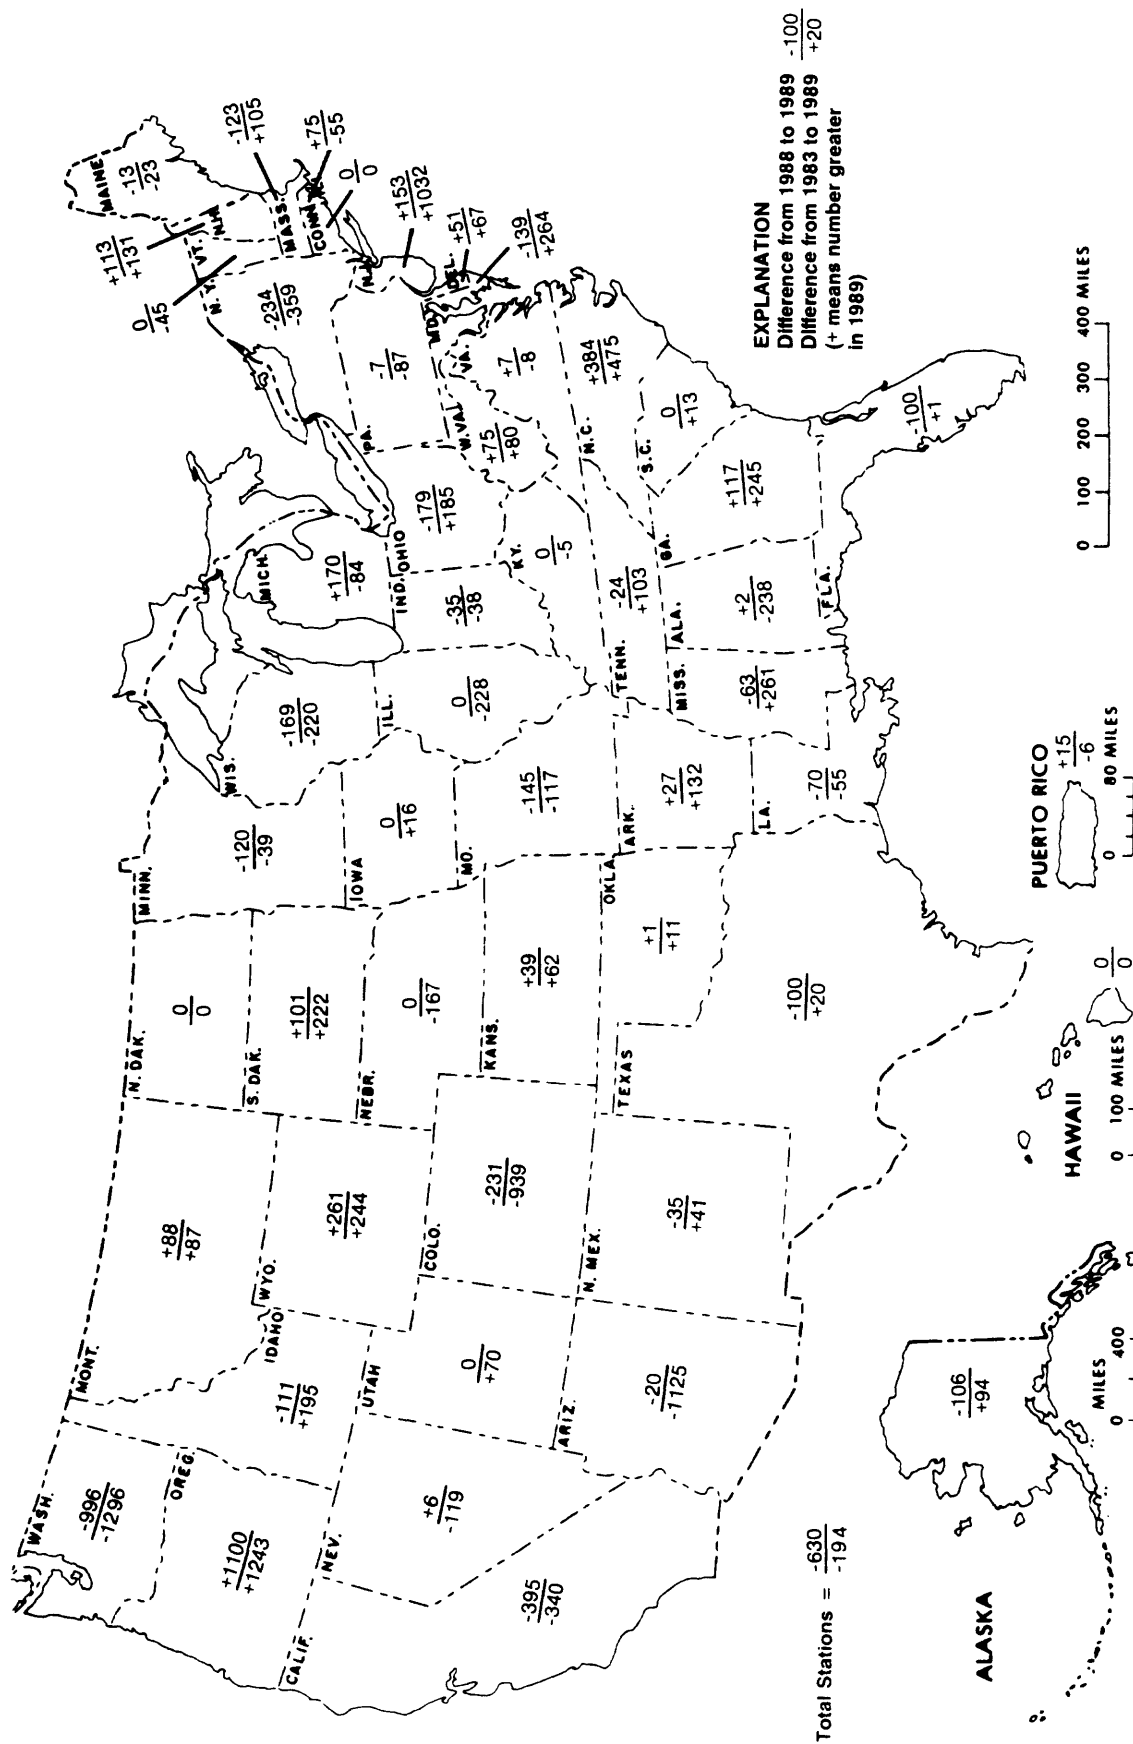 WASH.
-996
-1296
OREG.
+1100
+1243
CALIF.
-395
-340
NEV.
+6
-119
IDAHO
-111
+195
MONT.
+88
+87
WYO.
+261
+244
UTAH
0
+70
COLO.
-231
-939
ARIZ.
-20
-1125
N. MEX.
-35
+41
N. DAK.
0
0
S. DAK.
+101
+222
NEBR.
0
-167
KANS.
+39
+62
OKLA.
+1
+11
TEXAS
-100
+20
MINN.
-120
-39
IOWA
0
+16
MO.
-145
-117
ARK.
+27
+132
LA.
-70
-55
WIS.
-169
-220
ILL.
0
-228
MICH.
+170
-84
IND.
-35
-38
OHIO
-179
+185
KY.
0
-5
TENN.
-24
+103
MISS.
-63
+261
ALA.
+2
-238
GA.
+117
+245
FLA.
-100
+1
S.C.
0
+13
N.C.
+384
+475
VA.
+7
-8
W.VA.
+75
+80
PA.
-7
-87
N.Y.
-234
-359
VT.
0
-45
N.H.
+113
+131
MAINE
-13
-23
MASS.
-123
+105
+75
-55
CONN.
0
0
N.J.
+153
+1032
DEL.
+51
+67
MD.
-139
+264
EXPLANATION
Difference from 1988 to 1989 -100
Difference from 1983 to 1989 +20
(+ means number greater
in 1989)
0 100 200 300 400 MILES
Total Stations = -630
-194
ALASKA
-106
+94
0 400
MILES
HAWAII
0
0
0 100 MILES
PUERTO RICO
+15
-6
0 80 MILES